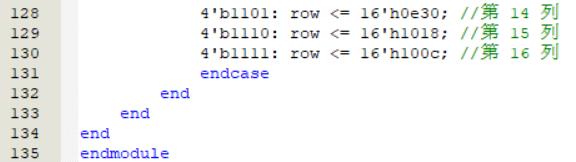 128 4'b1101: row <= 16'h0e30; //第 14 列
129 4'b1110: row <= 16'h1018; //第 15 列
130 4'b1111: row <= 16'h100c; //第 16 列
131 endcase
132 end
133 end
134 end
135 endmodule